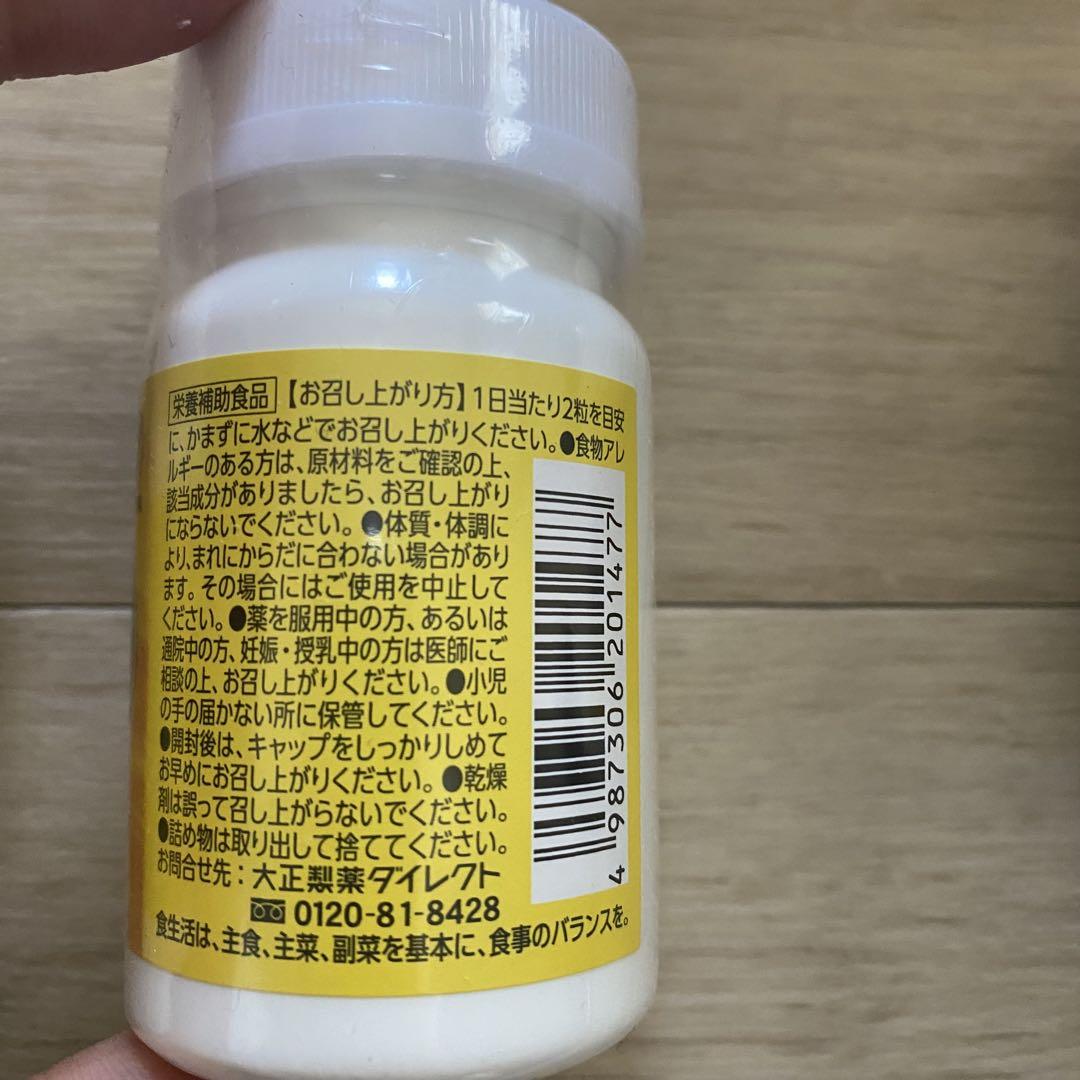 栄養補助食品 【お召し上がり方】1日当たり2粒を目安
に、かまずに水などでお召し上がりください。●食物アレ
ルギーのある方は、原材料をご確認の上、
該当成分がありましたら、お召し上がり
にならないでください。●体質・体調に
より、まれにからだに合わない場合があり
ます。その場合にはご使用を中止して
ください。●薬を服用中の方、あるいは
通院中の方、妊娠・授乳中の方は医師にご
相談の上、お召し上がりください。●小児
の手の届かない所に保管してください。
●開封後は、キャップをしっかりしめて
お早めにお召し上がりください。●乾燥
剤は誤って召し上がらないでください。
●詰め物は取り出して捨ててください。
お問合せ先：大正製薬ダイレクト
0120-81-8428
食生活は、主食、主菜、副菜を基本に、食事のバランスを。
4 987306 201477